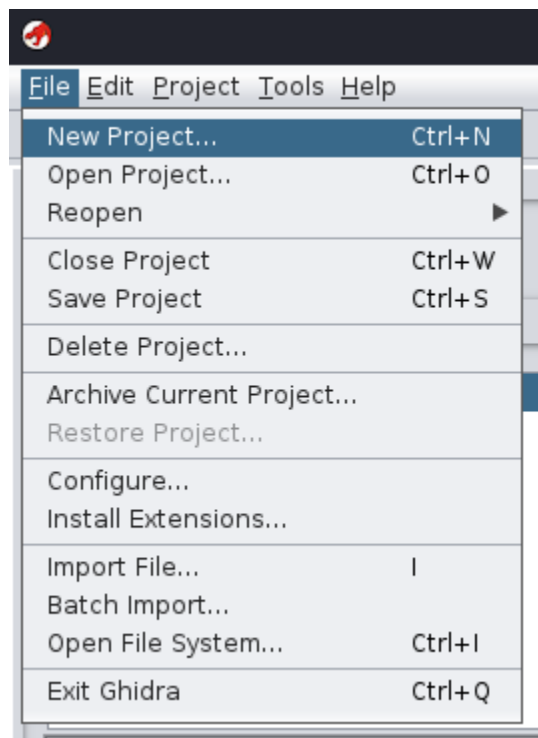 File Edit Project Tools Help
New Project... Ctrl+N
Open Project... Ctrl+O
Reopen
Close Project Ctrl+W
Save Project Ctrl+S
Delete Project...
Archive Current Project...
Restore Project...
Configure...
Install Extensions...
Import File... I
Batch Import...
Open File System... Ctrl+I
Exit Ghidra Ctrl+Q